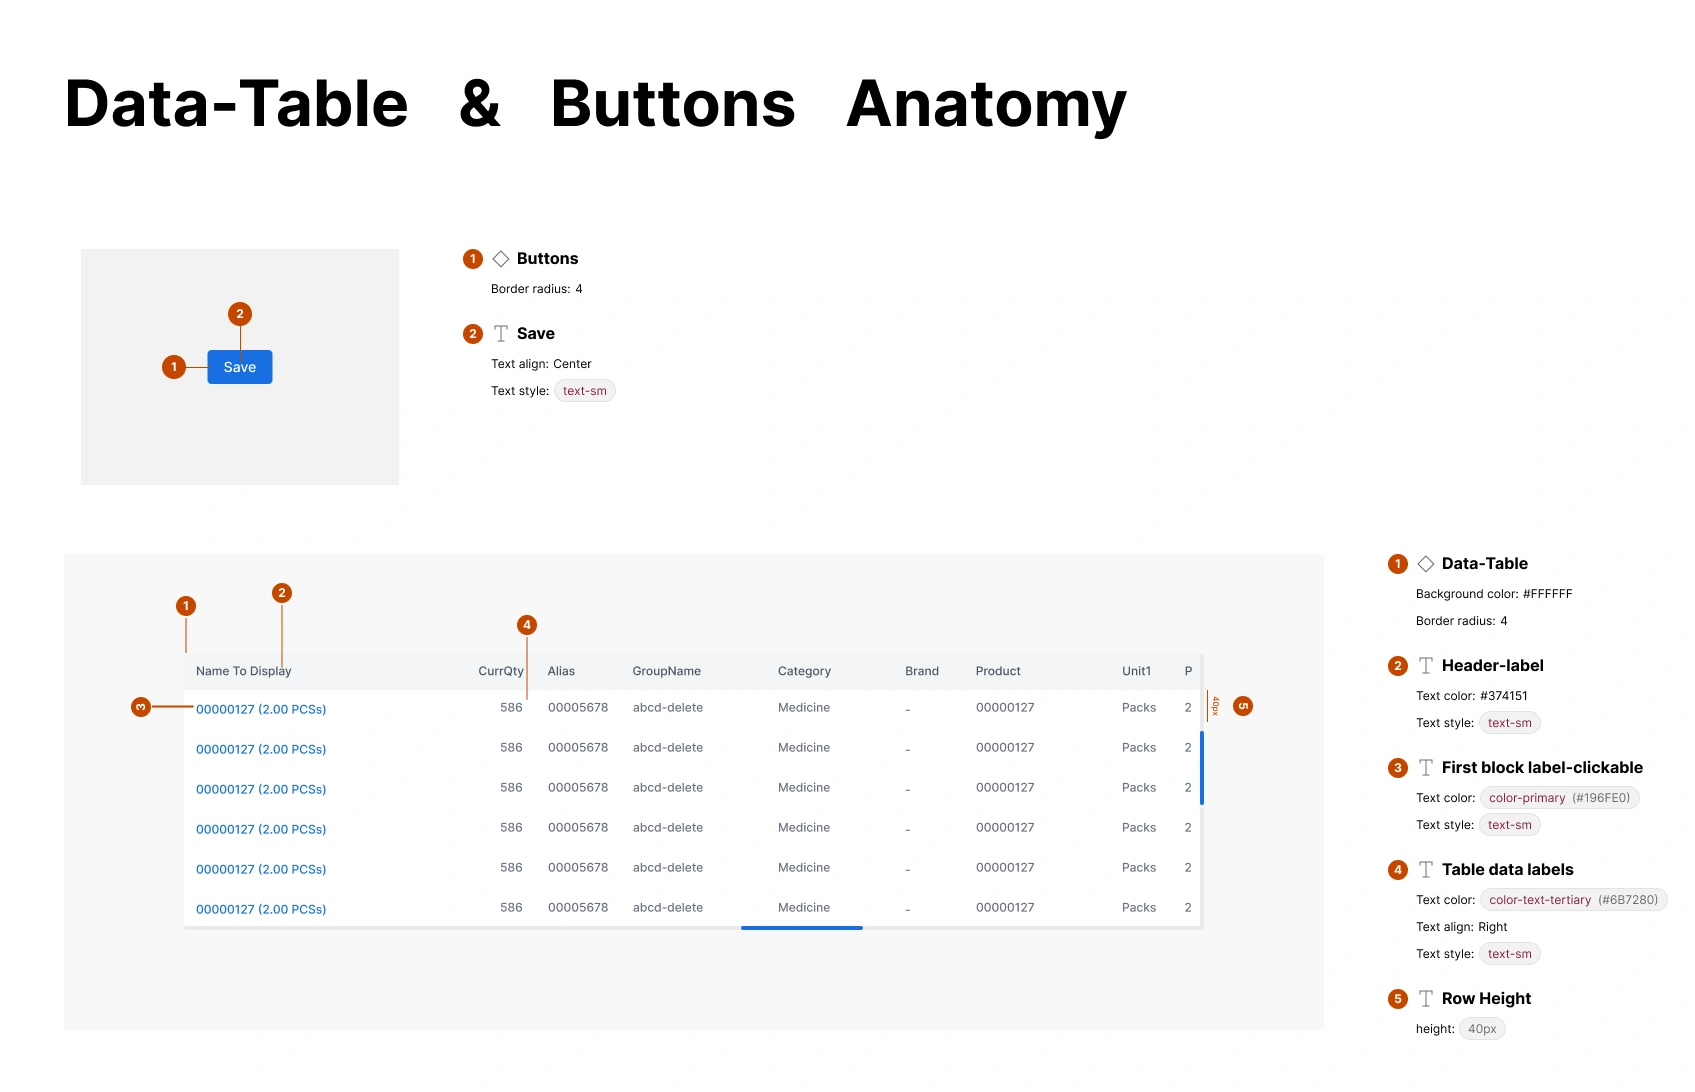 Data-Table & Buttons Anatomy
1 Buttons
Border radius: 4
2 Save
Text align: Center
Text style: text-sm
2
1 Save
1 Data-Table
Background color: #FFFFFF
Border radius: 4
2 Header-label
Text color: #374151
Text style: text-sm
3 First block label-clickable
Text color: color-primary (#196FE0)
Text style: text-sm
4 Table data labels
Text color: color-text-tertiary (#6B7280)
Text align: Right
Text style: text-sm
5 Row Height
height: 40px
2
1
4
Name To Display CurrQty Alias GroupName Category Brand Product Unit1 P
3 00000127 (2.00 PCSs) 586 00005678 abcd-delete Medicine - 00000127 Packs 2 40px 5
00000127 (2.00 PCSs) 586 00005678 abcd-delete Medicine - 00000127 Packs 2
00000127 (2.00 PCSs) 586 00005678 abcd-delete Medicine - 00000127 Packs 2
00000127 (2.00 PCSs) 586 00005678 abcd-delete Medicine - 00000127 Packs 2
00000127 (2.00 PCSs) 586 00005678 abcd-delete Medicine - 00000127 Packs 2
00000127 (2.00 PCSs) 586 00005678 abcd-delete Medicine - 00000127 Packs 2